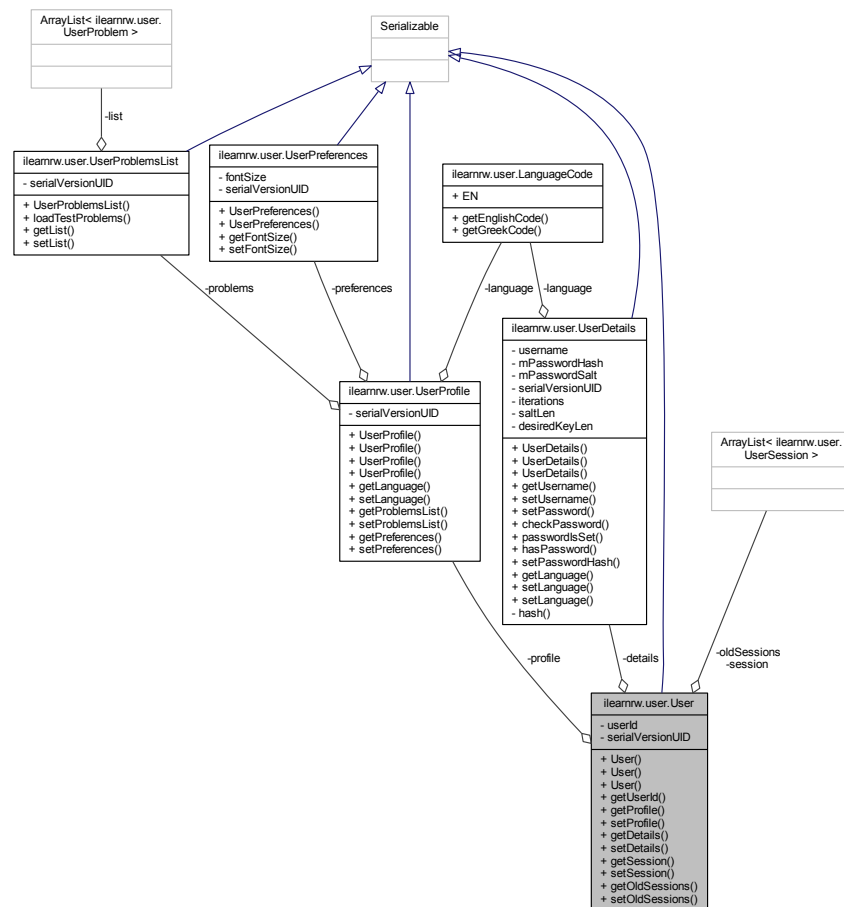 ArrayList< ilearnrw.user.
UserProblem >
Serializable
-list
ilearnrw.user.UserProblemsList
- serialVersionUID
+ UserProblemsList()
+ loadTestProblems()
+ getList()
+ setList()
ilearnrw.user.UserPreferences
- fontSize
- serialVersionUID
+ UserPreferences()
+ UserPreferences()
+ getFontSize()
+ setFontSize()
ilearnrw.user.LanguageCode
+ EN
+ getEnglishCode()
+ getGreekCode()
-problems
-preferences
-language
-language
ilearnrw.user.UserDetails
- username
- mPasswordHash
- mPasswordSalt
- serialVersionUID
- iterations
- saltLen
- desiredKeyLen
+ UserDetails()
+ UserDetails()
+ UserDetails()
+ getUsername()
+ setUsername()
+ setPassword()
+ checkPassword()
+ passwordIsSet()
+ hasPassword()
+ setPasswordHash()
+ getLanguage()
+ setLanguage()
+ setLanguage()
- hash()
ilearnrw.user.UserProfile
- serialVersionUID
+ UserProfile()
+ UserProfile()
+ UserProfile()
+ UserProfile()
+ getLanguage()
+ setLanguage()
+ getProblemsList()
+ setProblemsList()
+ getPreferences()
+ setPreferences()
ArrayList< ilearnrw.user.
UserSession >
-profile
-details
-oldSessions
-session
ilearnrw.user.User
- userId
- serialVersionUID
+ User()
+ User()
+ User()
+ getUserId()
+ getProfile()
+ setProfile()
+ getDetails()
+ setDetails()
+ getSession()
+ setSession()
+ getOldSessions()
+ setOldSessions()